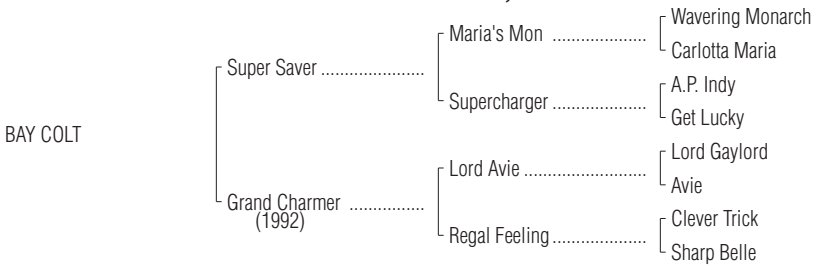 Wavering Monarch
Maria's Mon ....................
Carlotta Maria
Super Saver ......................
A.P. Indy
Supercharger ....................
Get Lucky
BAY COLT
Lord Gaylord
Lord Avie ..........................
Avie
Grand Charmer ................
(1992)
Clever Trick
Regal Feeling....................
Sharp Belle